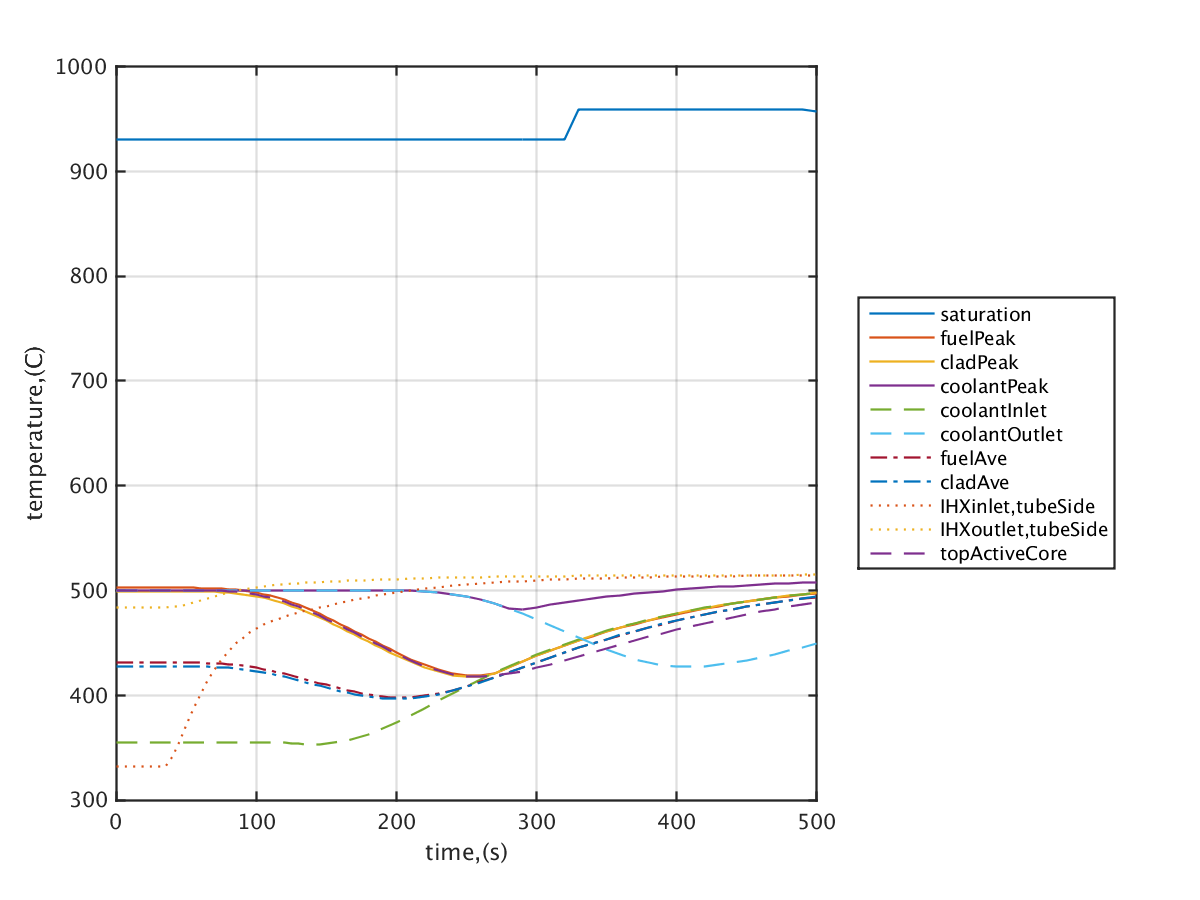 1000
900
800
700
600
500
400
300
temperature,(C)
0 100 200 300 400 500
time,(s)
saturation
fuelPeak
cladPeak
coolantPeak
coolantInlet
coolantOutlet
fuelAve
cladAve
IHXinlet,tubeSide
IHXoutlet,tubeSide
topActiveCore